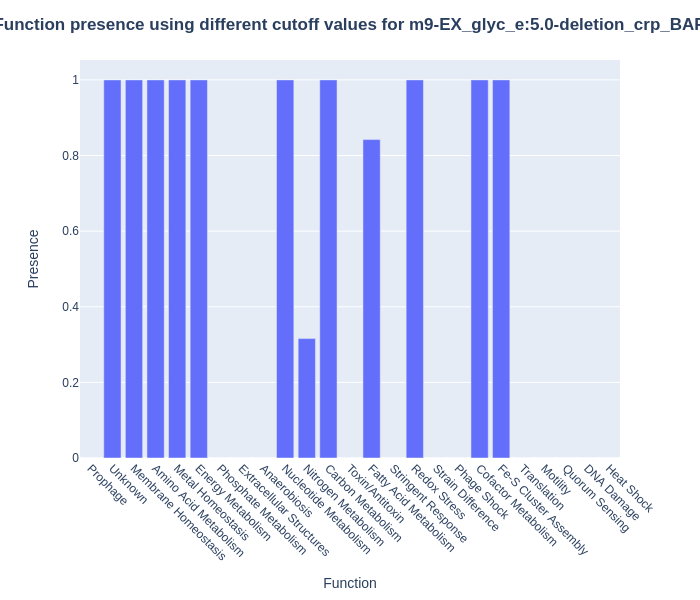 Function presence using different cutoff values for m9-EX_glyc_e:5.0-deletion_crp_BAR
1
0.8
0.6
0.4
0.2
0
Presence
Prophage
Unknown
Membrane Homeostasis
Amino Acid Metabolism
Metal Homeostasis
Energy Metabolism
Phosphate Metabolism
Extracellular Structures
Anaerobiosis
Nucleotide Metabolism
Nitrogen Metabolism
Carbon Metabolism
Toxin/Antitoxin
Fatty Acid Metabolism
Stringent Response
Redox Stress
Strain Difference
Phage Shock
Cofactor Metabolism
Fe-S Cluster Assembly
Translation
Motility
Quorum Sensing
DNA Damage
Heat Shock
Function